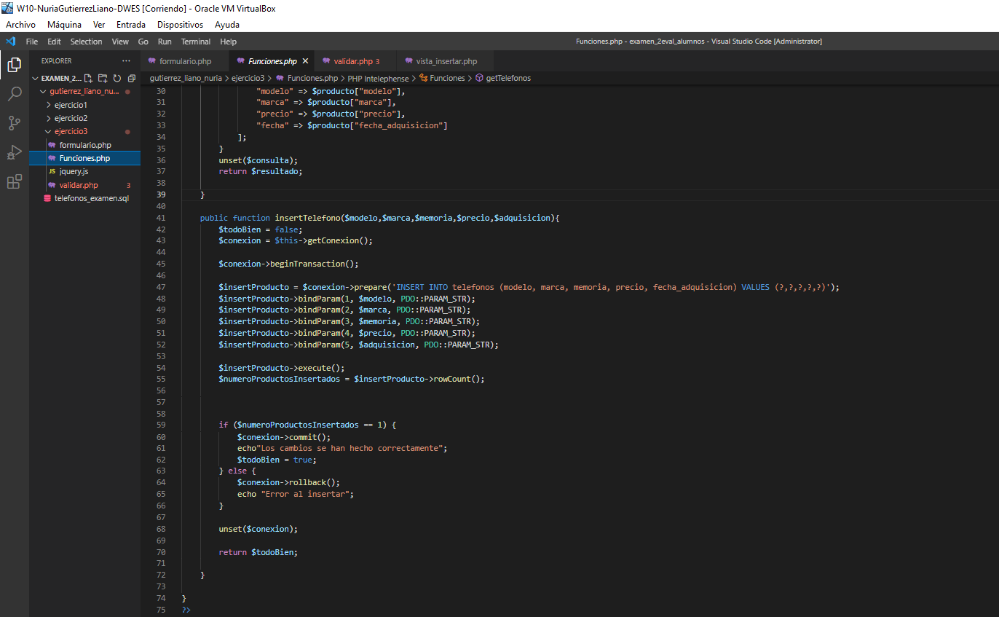 W10-NuriaGutierrezLiano-DWES [Corriendo] - Oracle VM VirtualBox
Archivo Máquina Ver Entrada Dispositivos Ayuda
File Edit Selection View Go Run Terminal Help Funciones.php - examen_2eval_alumnos - Visual Studio Code [Administrator]
EXPLORER ··· formulario.php Funciones.php × validar.php 3 vista_insertar.php
EXAMEN_2... gutierrez_liano_nuria > ejercicio3 > Funciones.php > PHP Intelephense > Funciones > getTelefonos
gutierrez_liano_nu...
ejercicio1
ejercicio2
ejercicio3
formulario.php
Funciones.php
JS jquery.js
validar.php 3
telefonos_examen.sql
30 "modelo" => $producto["modelo"],
31 "marca" => $producto["marca"],
32 "precio" => $producto["precio"],
33 "fecha" => $producto["fecha_adquisicion"]
34 ];
35 }
36 unset($consulta);
37 return $resultado;
38
39 }
40
41 public function insertTelefono($modelo,$marca,$memoria,$precio,$adquisicion){
42 $todoBien = false;
43 $conexion = $this->getConexion();
44
45 $conexion->beginTransaction();
46
47 $insertProducto = $conexion->prepare('INSERT INTO telefonos (modelo, marca, memoria, precio, fecha_adquisicion) VALUES (?,?,?,?,?)');
48 $insertProducto->bindParam(1, $modelo, PDO::PARAM_STR);
49 $insertProducto->bindParam(2, $marca, PDO::PARAM_STR);
50 $insertProducto->bindParam(3, $memoria, PDO::PARAM_STR);
51 $insertProducto->bindParam(4, $precio, PDO::PARAM_STR);
52 $insertProducto->bindParam(5, $adquisicion, PDO::PARAM_STR);
53
54 $insertProducto->execute();
55 $numeroProductosInsertados = $insertProducto->rowCount();
56
57
58
59 if ($numeroProductosInsertados == 1) {
60 $conexion->commit();
61 echo"Los cambios se han hecho correctamente";
62 $todoBien = true;
63 } else {
64 $conexion->rollback();
65 echo "Error al insertar";
66 }
67
68 unset($conexion);
69
70 return $todoBien;
71
72 }
73
74 }
75 ?>